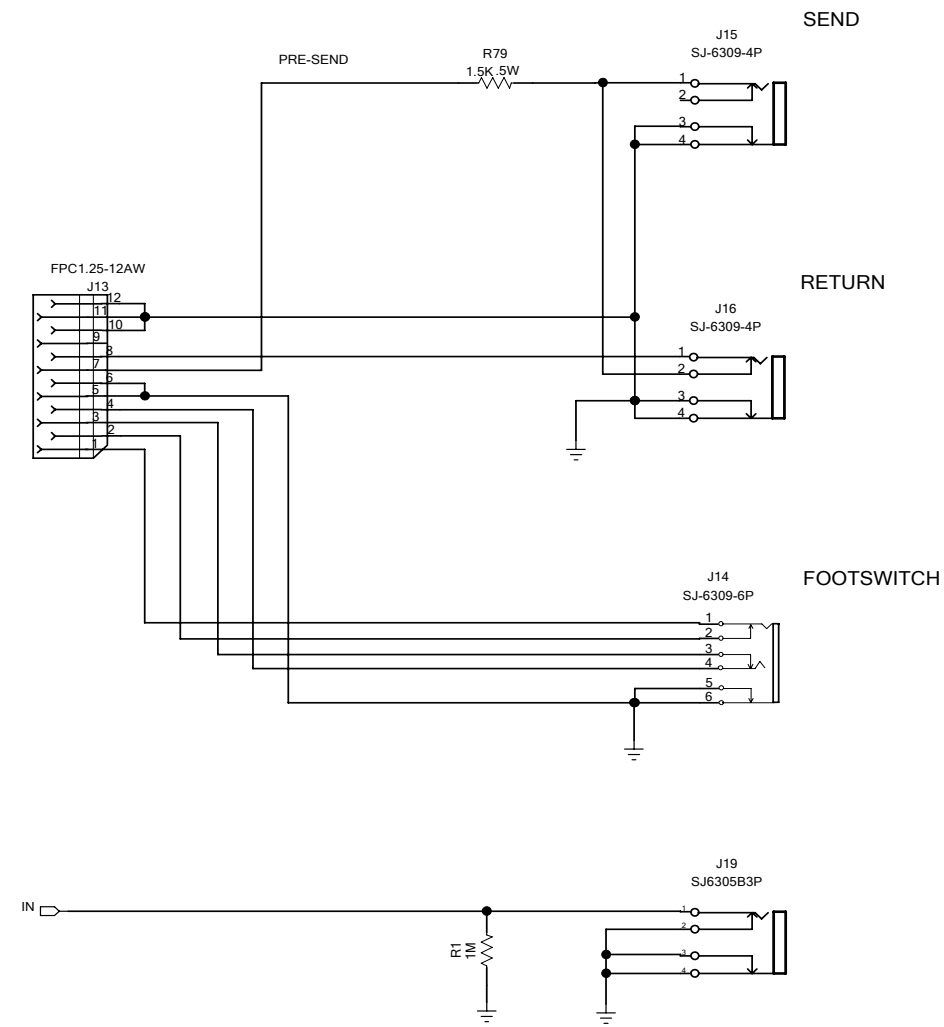 SEND
J15
SJ-6309-4P
PRE-SEND
R79
1.5K .5W
1
2
3
4
FPC1.25-12AW
J13
12
11
10
9
8
7
6
5
4
3
2
1
RETURN
J16
SJ-6309-4P
1
2
3
4
FOOTSWITCH
J14
SJ-6309-6P
1
2
3
4
5
6
J19
SJ6305B3P
IN
1
2
3
4
R1
1M